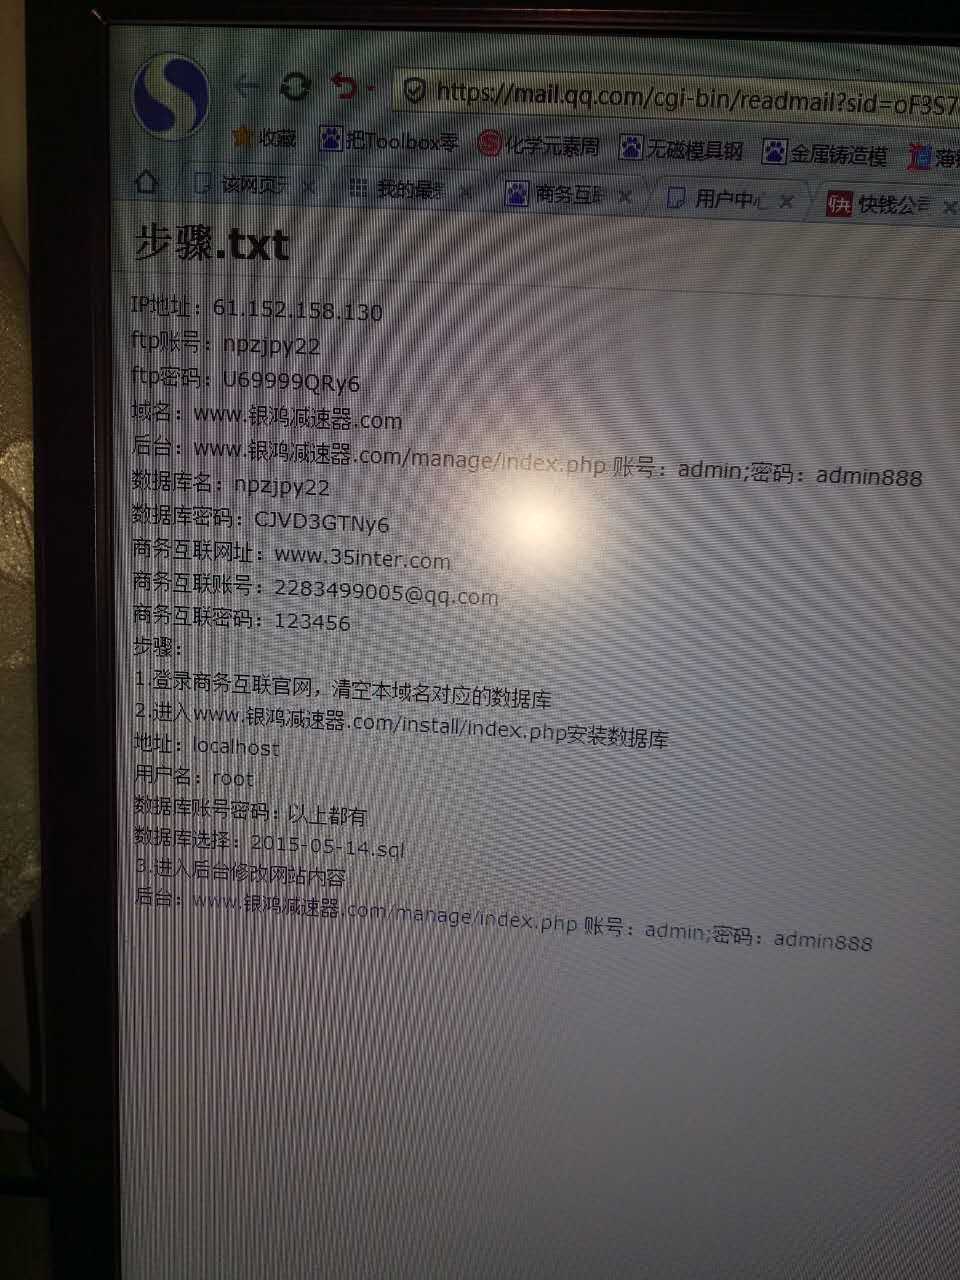 https://mail.qq.com/cgi-bin/readmail?sid=oF3S7
收藏 把Toolbox零 化学元素周 无磁模具钢 金属铸造模
该网页 我的最 商务互联 用户中心 快钱公司
步骤.txt
IP地址：61.152.158.130
ftp账号：npzjpy22
ftp密码：U69999QRy6
域名：www.银鸿减速器.com
后台：www.银鸿减速器.com/manage/index.php 账号：admin;密码：admin888
数据库名：npzjpy22
数据库密码：CJVD3GTNy6
商务互联网址：www.35inter.com
商务互联账号：2283499005@qq.com
商务互联密码：123456
步骤：
1.登录商务互联官网，清空本域名对应的数据库
2.进入www.银鸿减速器.com/install/index.php安装数据库
地址：localhost
用户名：root
数据库账号密码：以上都有
数据库选择：2015-05-14.sql
3.进入后台修改网站内容
后台：www.银鸿减速器.com/manage/index.php 账号：admin;密码：admin888